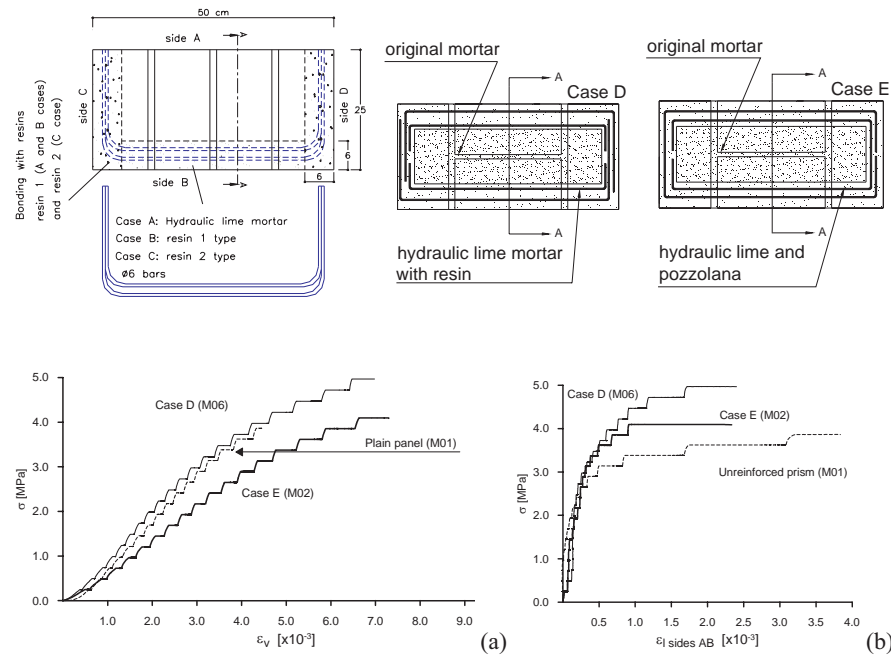 50 cm
side A
A
side C
side D
25
6
6
side B
A
Bonding with resins
resin 1 (A and B cases)
and resin 2 (C case)
Case A: Hydraulic lime mortar
Case B: resin 1 type
Case C: resin 2 type
ø6 bars
original mortar
A
Case D
A
hydraulic lime mortar
with resin
original mortar
A
Case E
A
hydraulic lime and
pozzolana
5.0
4.0
3.0
2.0
1.0
0.0
σ [MPa]
Case D (M06)
Plain panel (M01)
Case E (M02)
1.0 2.0 3.0 4.0 5.0 6.0 7.0 8.0 9.0
εv [x10-3]
(a)
5.0
4.0
3.0
2.0
1.0
0.0
σ [MPa]
Case D (M06)
Case E (M02)
Unreinforced prism (M01)
0.5 1.0 1.5 2.0 2.5 3.0 3.5 4.0
εl sides AB [x10-3]
(b)